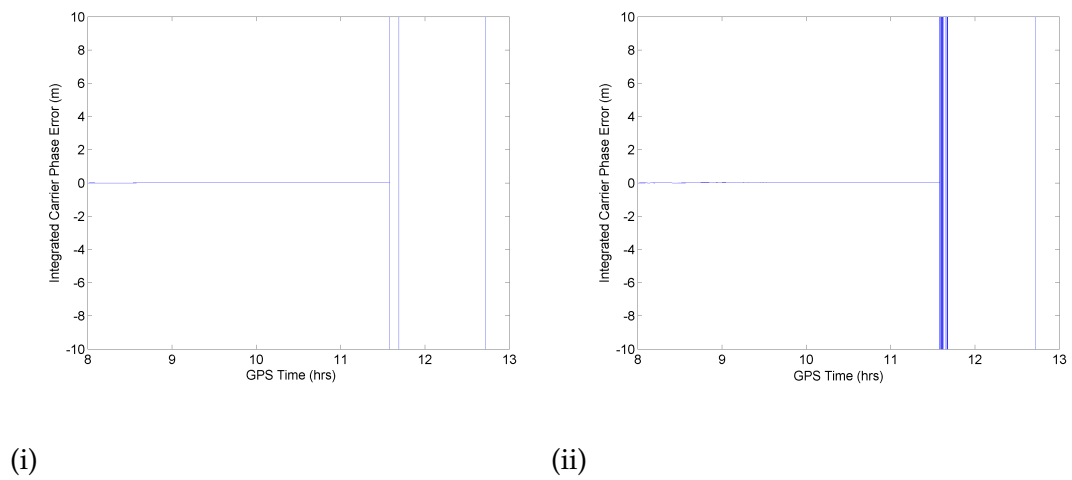 10
8
6
4
2
0
-2
-4
-6
-8
-10
Integrated Carrier Phase Error (m)
8 9 10 11 12 13
GPS Time (hrs)
(i)
10
8
6
4
2
0
-2
-4
-6
-8
-10
Integrated Carrier Phase Error (m)
8 9 10 11 12 13
GPS Time (hrs)
(ii)